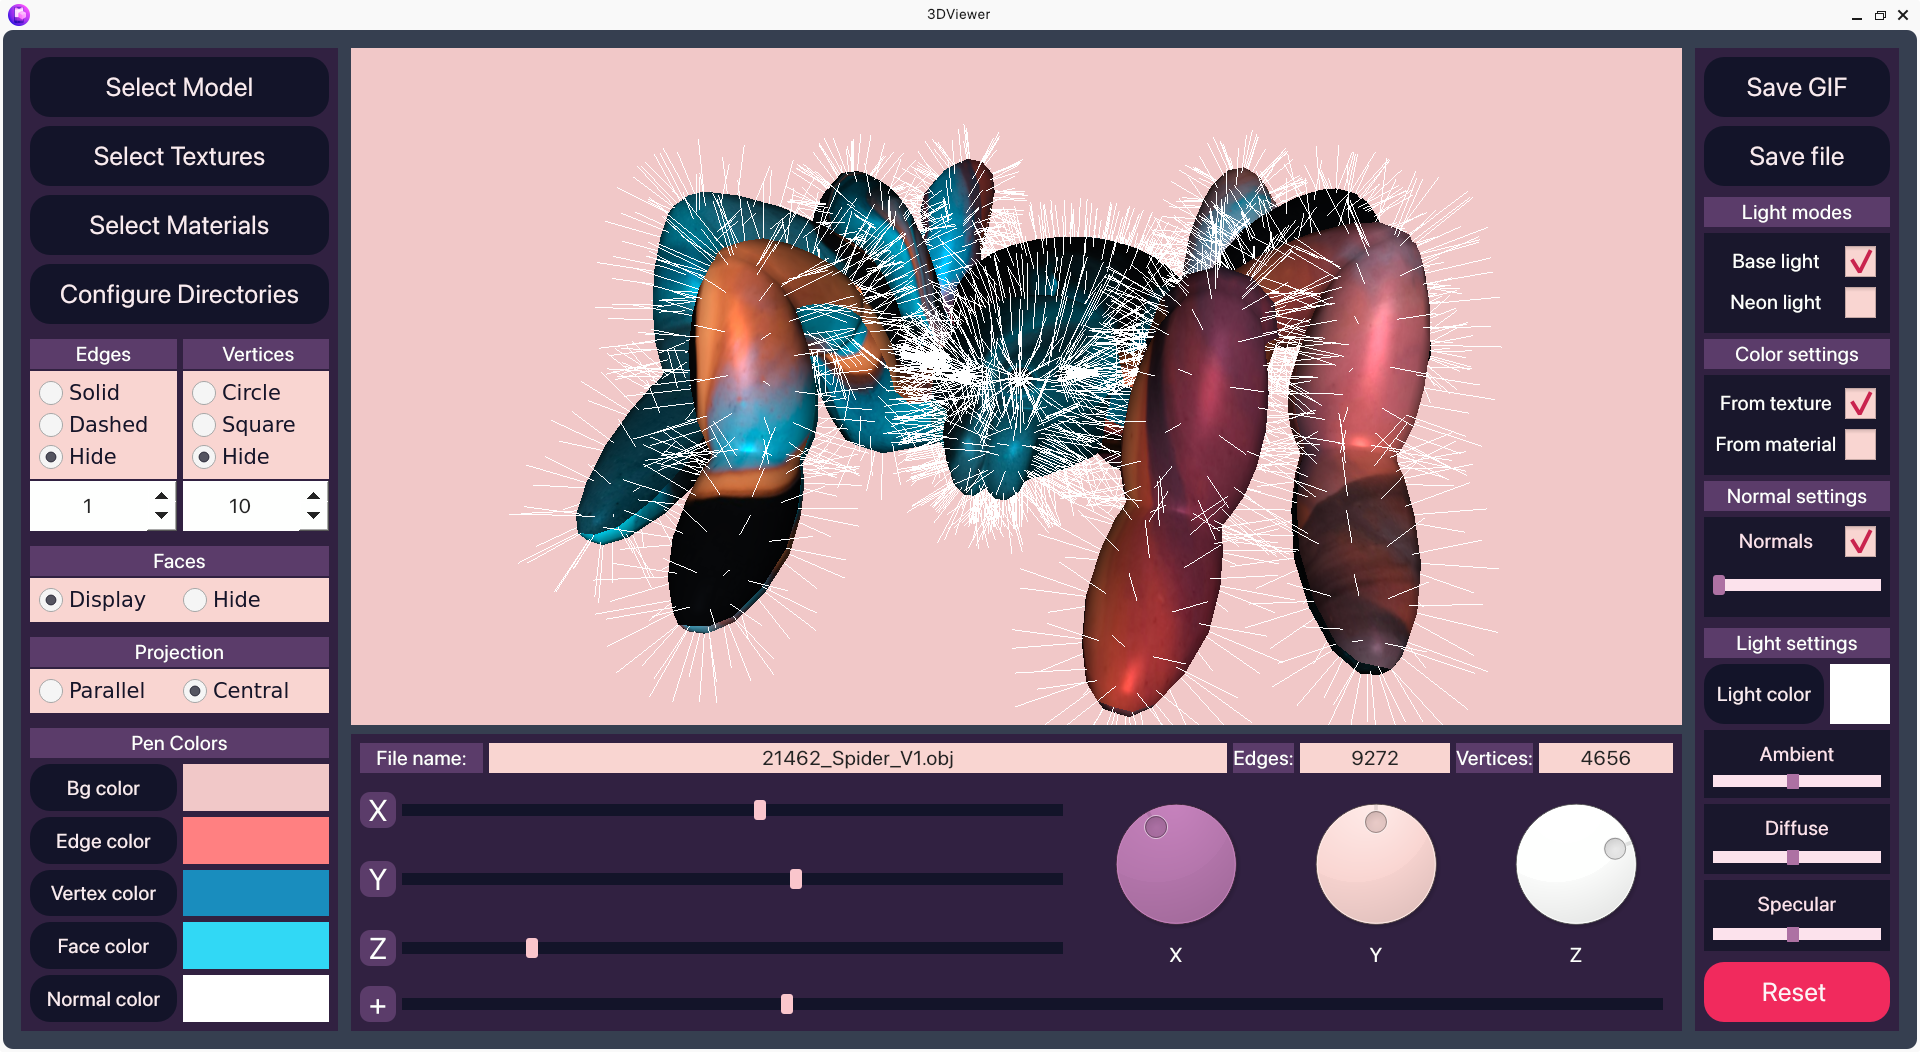 3DViewer
Select Model
Select Textures
Select Materials
Configure Directories
Edges
Vertices
Solid
Circle
Dashed
Square
Hide
Hide
1
10
Faces
Display
Hide
Projection
Parallel
Central
Pen Colors
Bg color
Edge color
Vertex color
Face color
Normal color
File name:
21462_Spider_V1.obj
Edges:
9272
Vertices:
4656
X
Y
Z
+
X
Y
Z
Save GIF
Save file
Light modes
Base light
Neon light
Color settings
From texture
From material
Normal settings
Normals
Light settings
Light color
Ambient
Diffuse
Specular
Reset